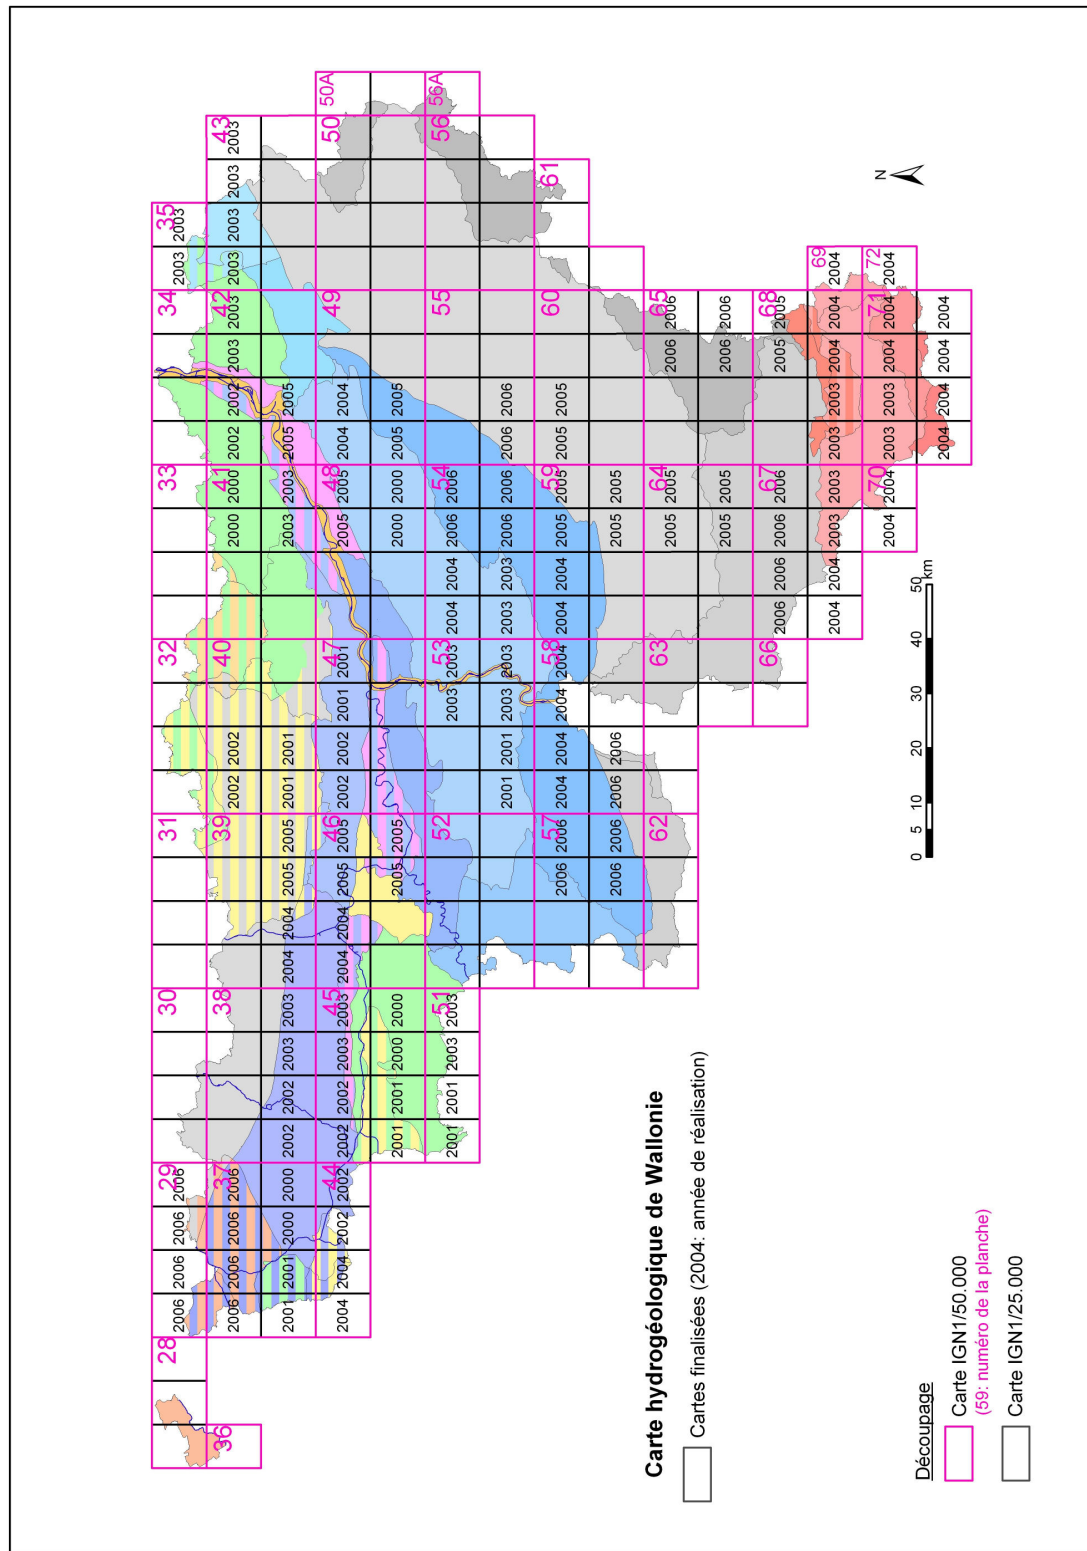 28 29 30 31 32 33 34 35
2006 2006 2006 2006 2003 2003
36 37 38 39 40 41 42 43
2006 2006 2006 2006 2002 2002 2000 2000 2002 2002 2003 2003 2003 2003 2003 2003
2001 2001 2000 2000 2002 2002 2003 2003 2004 2004 2005 2005 2001 2001 2003 2003 2005 2005
44 45 46 47 48 49 50 50A
2004 2004 2002 2002 2002 2002 2003 2003 2004 2004 2005 2005 2002 2002 2001 2001 2005 2005 2004 2004
2001 2001 2000 2000 2005 2005 2000 2000 2005 2005
51 52 53 54 55 56 56A
2001 2001 2003 2003 2003 2003 2004 2004 2006 2006
2001 2001 2003 2003 2003 2003 2006 2006 2006 2006
57 58 59 60 61
2006 2006 2004 2004 2004 2004 2004 2004 2005 2005 2005 2005
2006 2006 2006 2006 2005 2005
62 63 64 65
2005 2005 2006 2006
2005 2005 2006
66 67 68
2006 2006 2006 2005 2005
69
2004 2003 2003 2003 2003 2004 2004 2004
70 71 72
2004 2004 2003 2003 2004 2004 2004
2004 2004 2004 2004
Carte hydrogéologique de Wallonie
Cartes finalisées (2004: année de réalisation)
N
0 5 10 20 30 40 50
km
Découpage
Carte IGN1/50.000
(59: numéro de la planche)
Carte IGN1/25.000